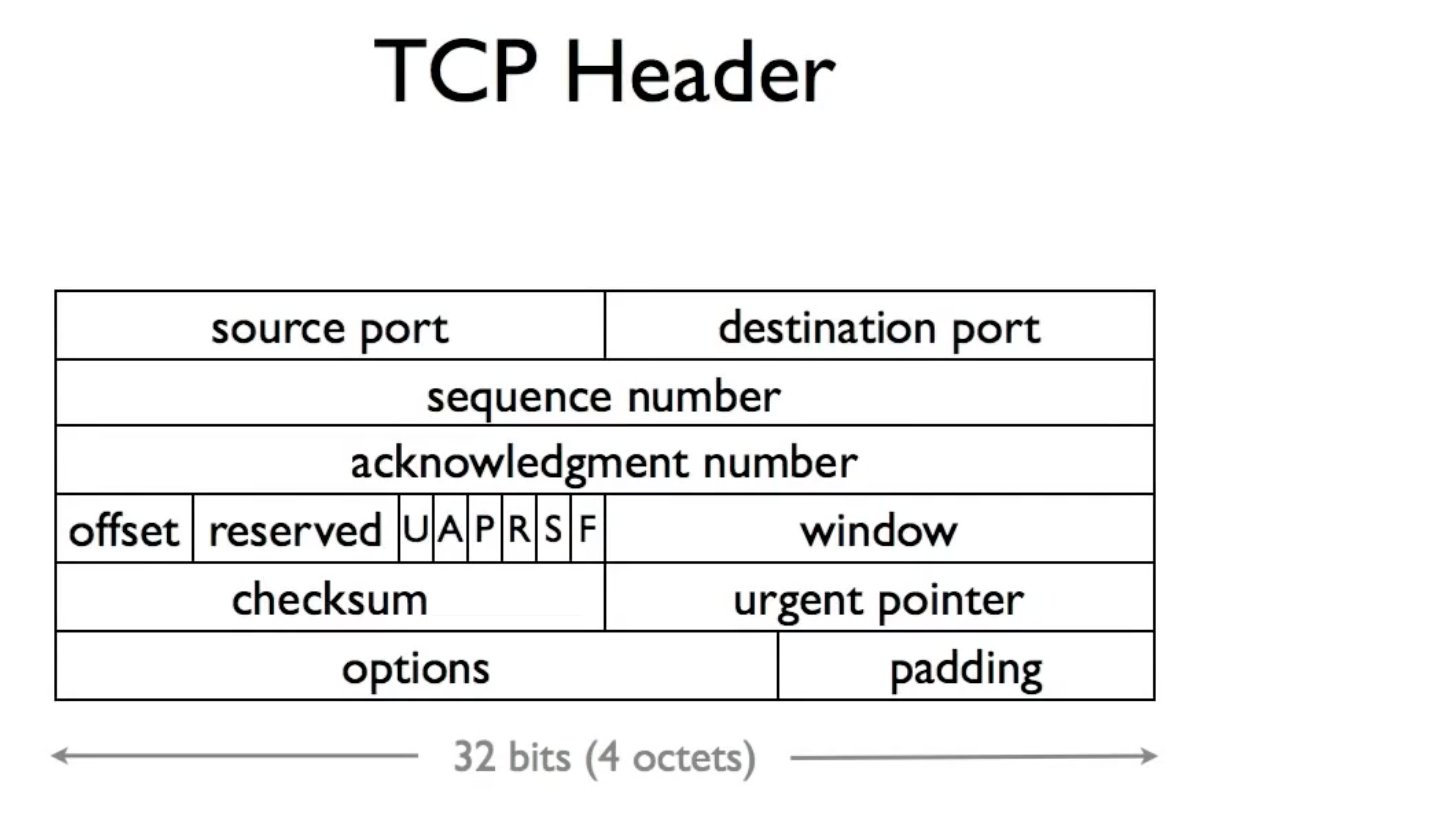 TCP Header
source port destination port
sequence number
acknowledgment number
offset reserved U A P R S F window
checksum urgent pointer
options padding
32 bits (4 octets)